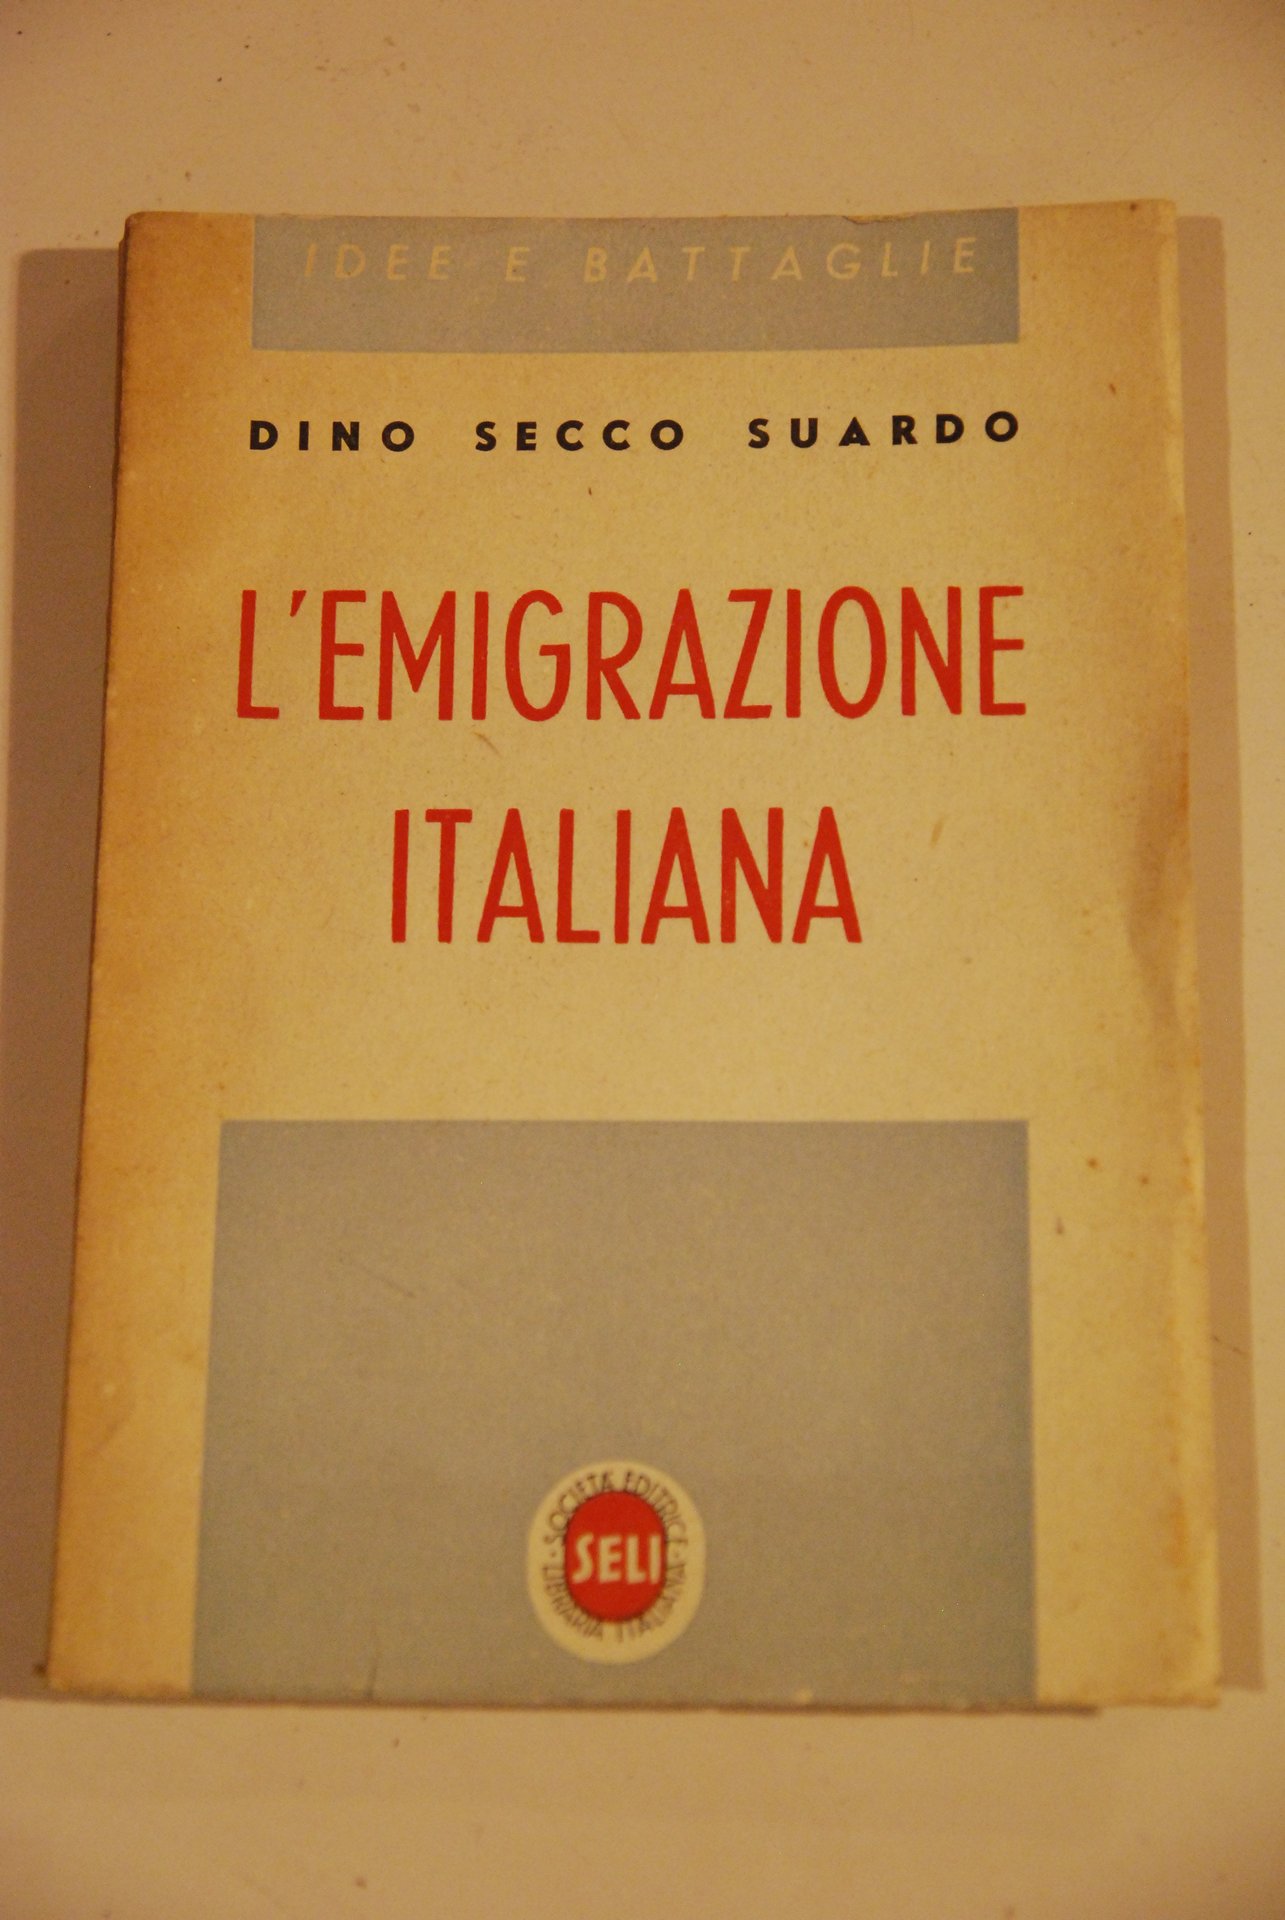 IDEE E BATTAGLIE
DINO SECCO SUARDO
L'EMIGRAZIONE
ITALIANA
SOCIETÀ EDITRICE
SELI
LIBRARIA ITALIANA